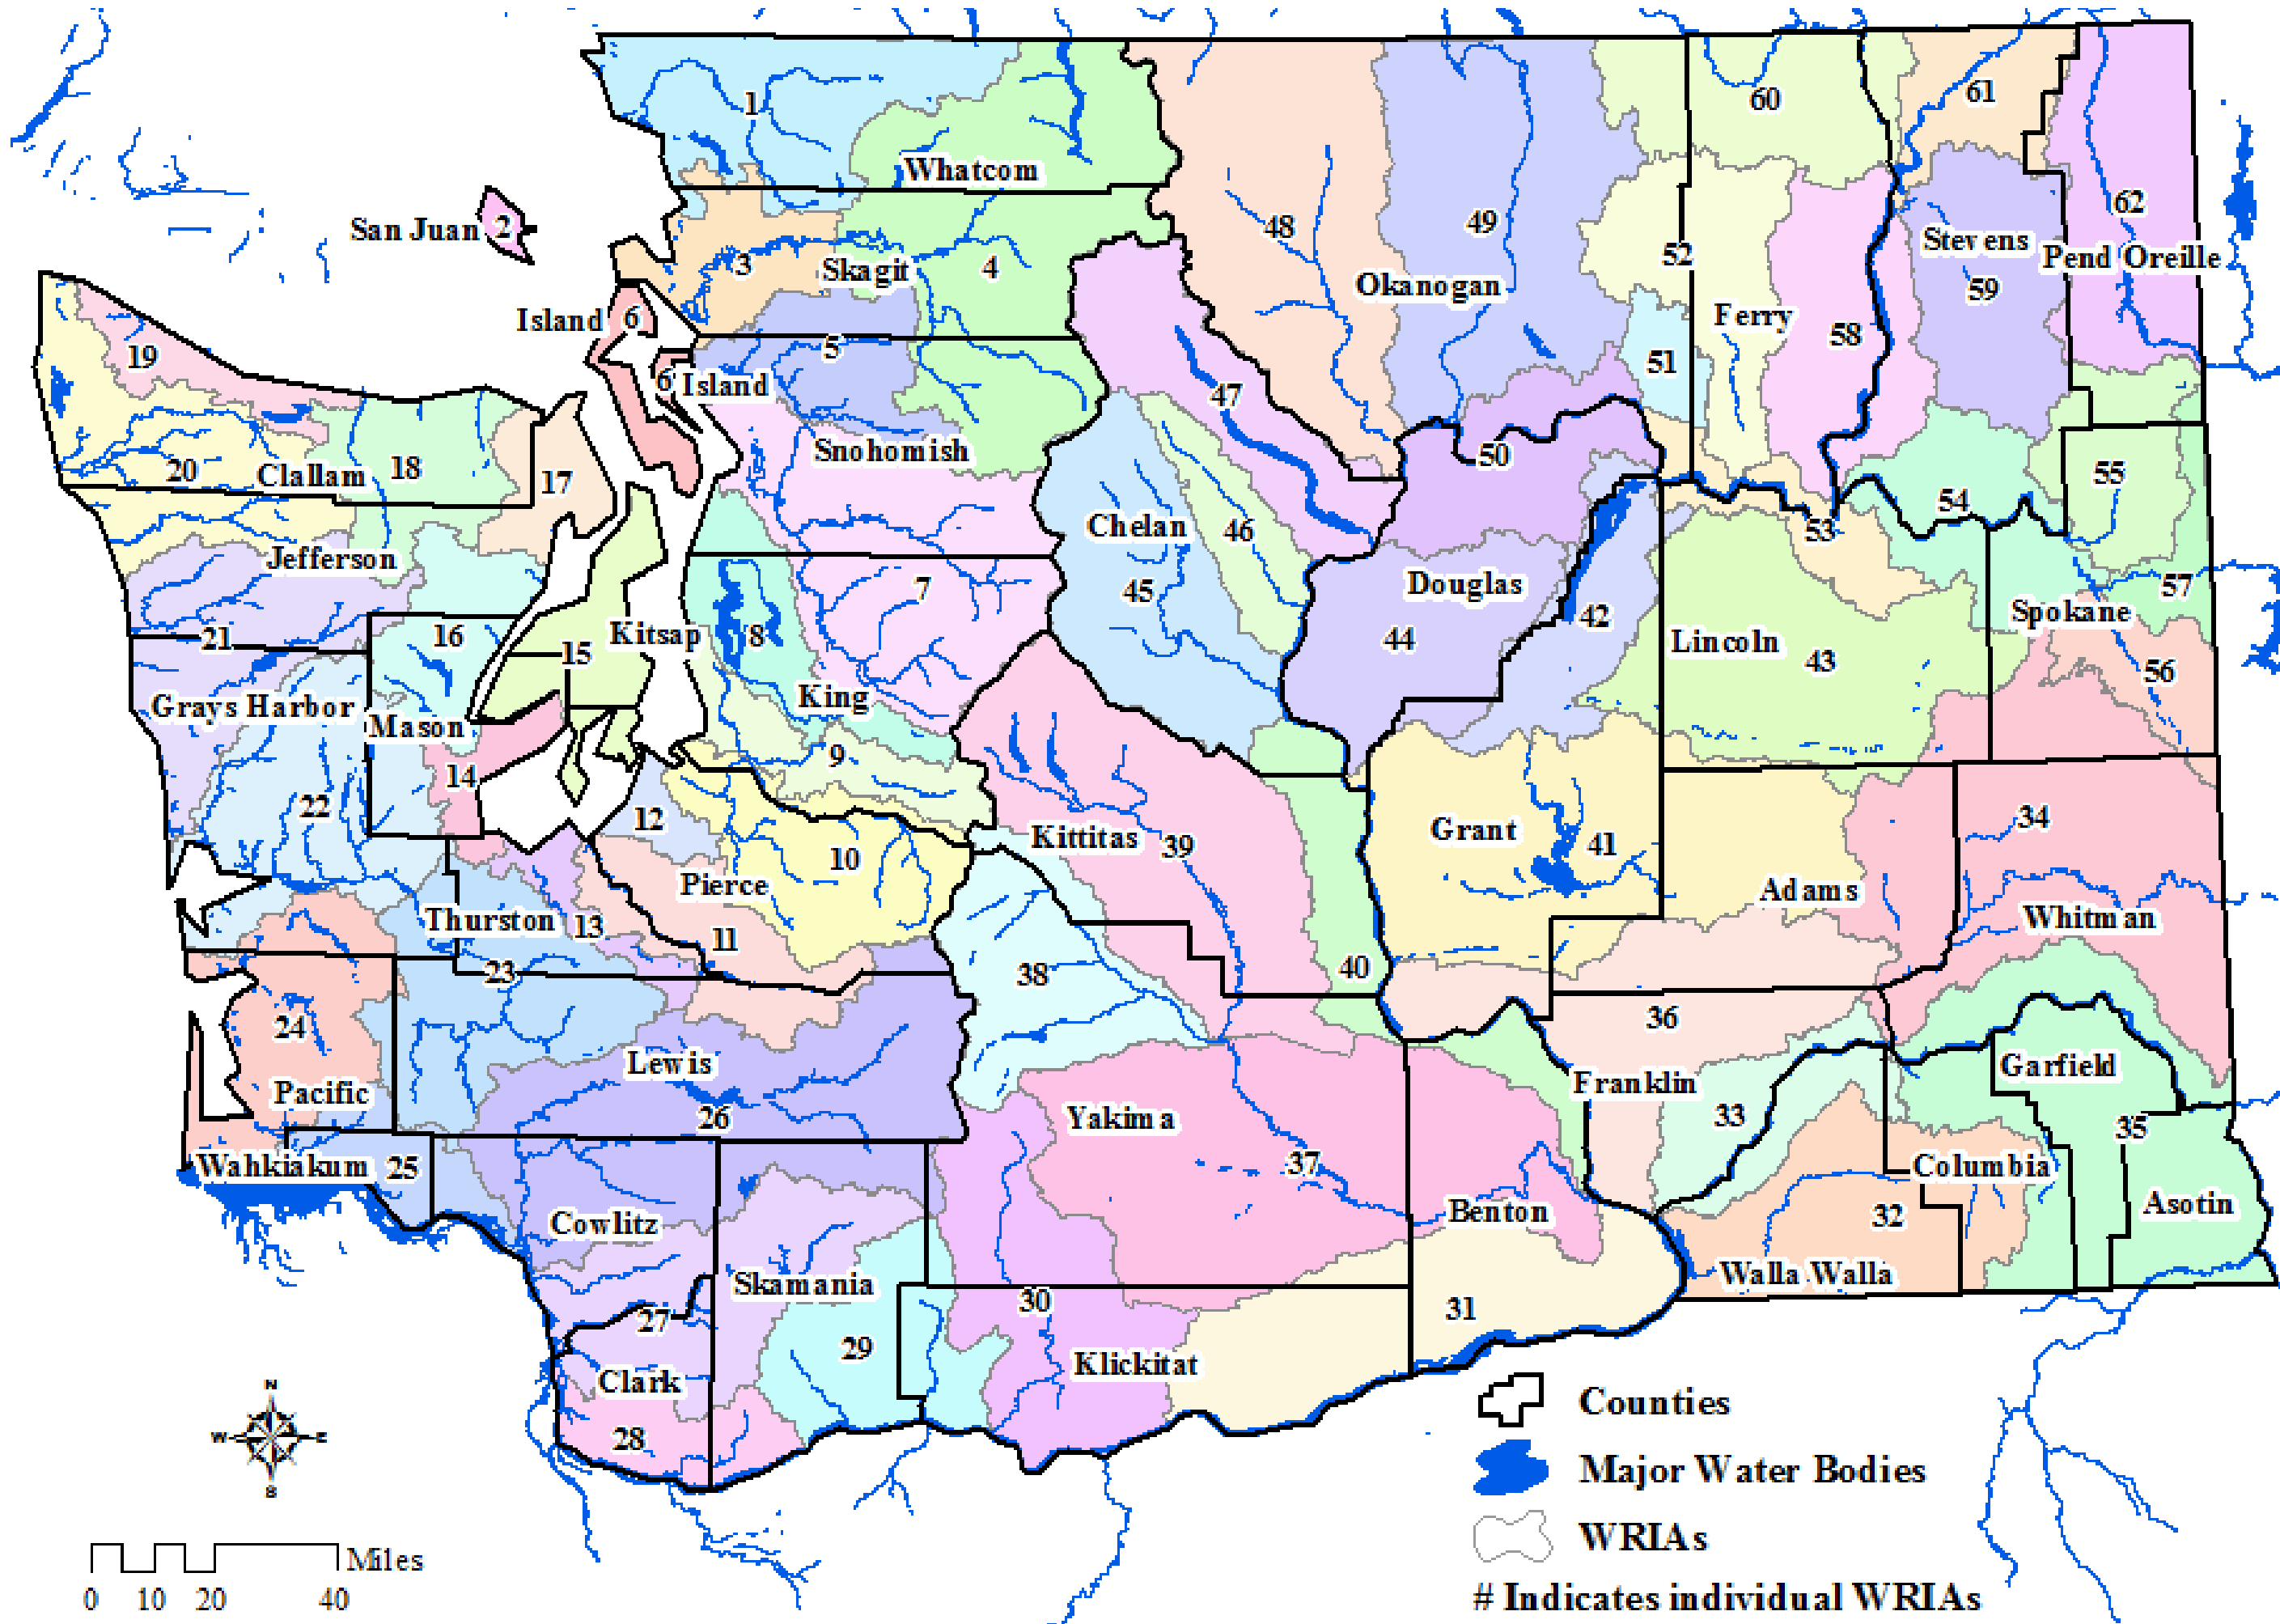 1
60
61
Whatcom
San Juan
2
48
49
62
3
Skagit
4
52
Stevens
Pend Oreille
Okanogan
59
Island
6
Ferry
58
19
5
51
6
Island
47
Snohomish
50
20
Clallam
18
17
55
54
Chelan
46
53
Jefferson
45
7
Douglas
44
42
57
Spokane
21
16
15
Kitsap
8
Lincoln
43
56
Grays Harbor
Mason
King
9
14
22
12
Kittitas
39
Grant
41
34
10
Pierce
Adams
Thurston
13
11
Whitman
23
38
40
24
36
Lewis
Garfield
Pacific
26
Yakima
Franklin
33
35
Wahkiakum
25
37
Columbia
Cowlitz
Benton
32
Asotin
Skamania
Walla Walla
27
30
31
29
Clark
Klickitat
28
N
W
E
S
Counties
Major Water Bodies
WRIAs
# Indicates individual WRIAs
Miles
0 10 20 40